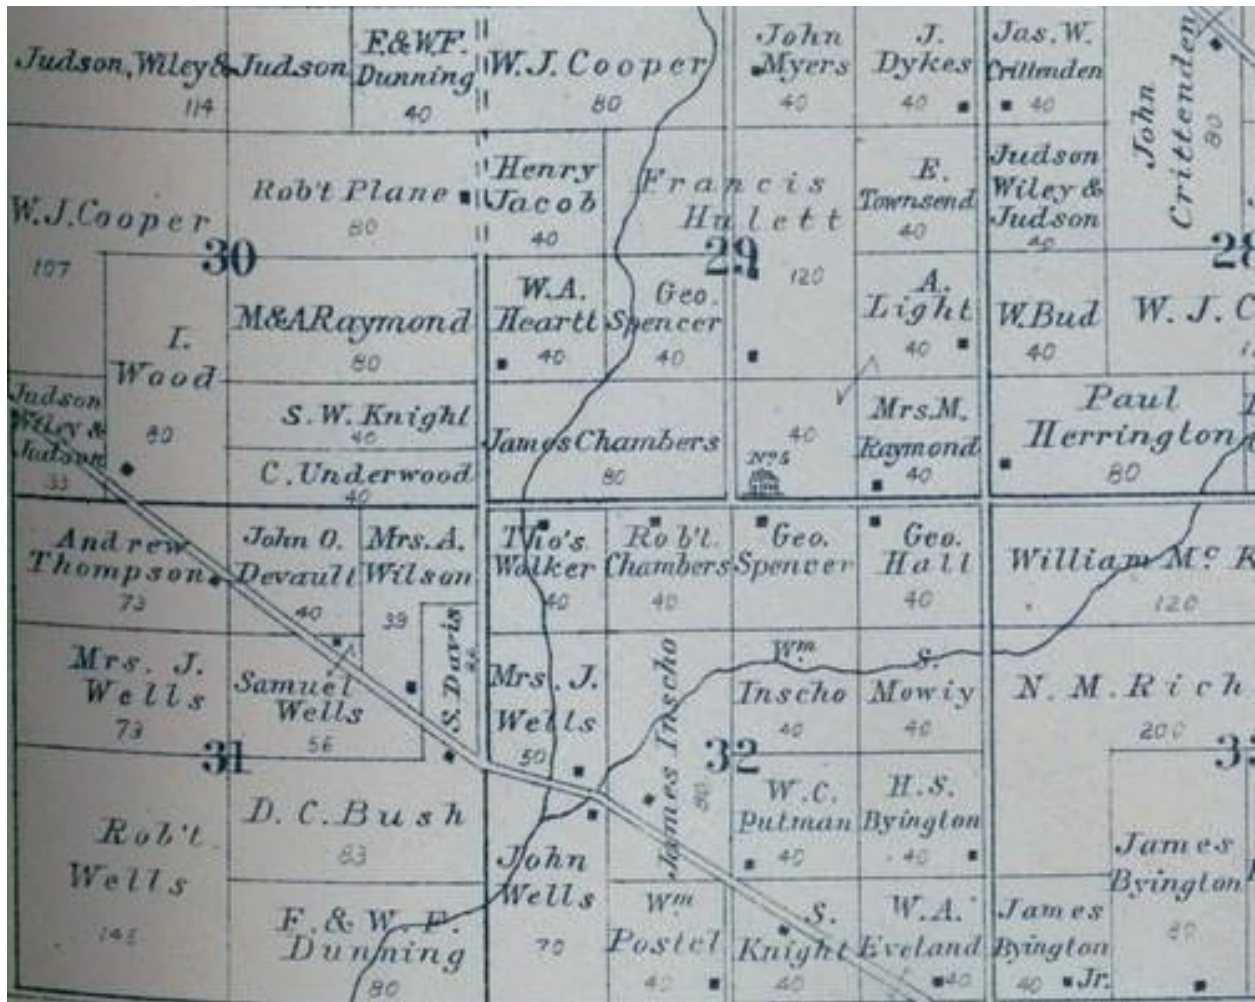 Judson, Wiley & Judson
114
F. & W. F.
Dunning
40
W. J. Cooper
80
John
Myers
40
J.
Dykes
40
Jas. W.
Crittenden
40
John
Crittenden
80
W. J. Cooper
107
Rob't Plane
80
30
Henry
Jacob
40
Francis
Hulett
120
29
E.
Townsend
40
Judson
Wiley &
Judson
40
28
I.
Wood
80
M & A Raymond
80
W. A.
Heartt
40
Geo.
Spencer
40
A.
Light
40
W. Bud
40
W. J. C
Judson
Wiley &
Judson
33
S. W. Knight
40
C. Underwood
40
James Chambers
80
40
No. 5
Mrs. M.
Raymond
40
Paul
Herrington
80
Andrew
Thompson
73
John O.
Devault
40
Mrs. A.
Wilson
39
S. Davis
Tho's
Walker
40
Rob't.
Chambers
40
Geo.
Spencer
Geo.
Hall
40
William Mc
120
Mrs. J.
Wells
73
Samuel
Wells
56
31
Mrs. J.
Wells
50
James Inscho
80
Wm
Inscho
40
32
S.
Mowiy
40
N. M. Rich
200
Rob't.
Wells
D. C. Bush
83
John
Wells
70
W. C.
Putman
40
H. S.
Byington
40
James
Byington
80
F. & W. F.
Dunning
80
Wm
Postel
40
S.
Knight
40
W. A.
Eveland
40
James
Byington
Jr.
40